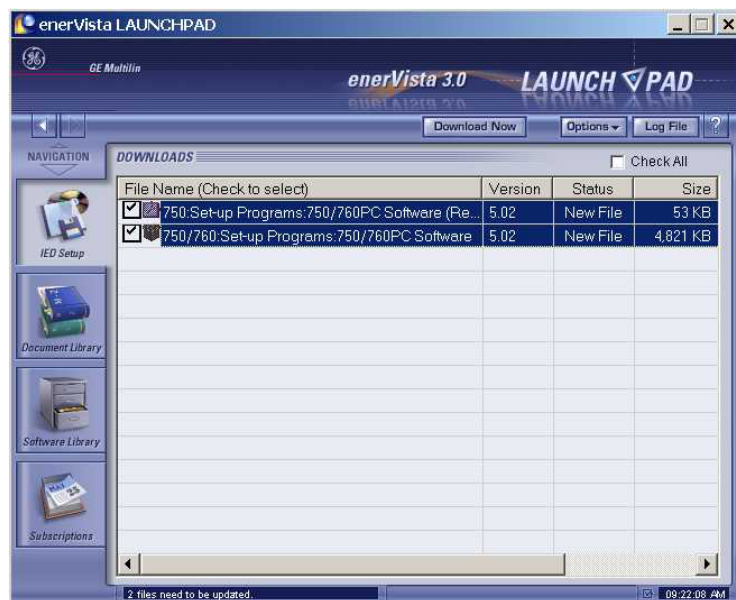 enerVista LAUNCHPAD
GE Multilin
enerVista 3.0 LAUNCH PAD
Download Now Options Log File ?
NAVIGATION
DOWNLOADS Check All
File Name (Check to select) Version Status Size
750:Set-up Programs:750/760PC Software (Re... 5.02 New File 53 KB
750/760:Set-up Programs:750/760PC Software 5.02 New File 4,821 KB
IED Setup
Document Library
Software Library
MAY
25
Subscriptions
2 files need to be updated. 09:22:08 AM